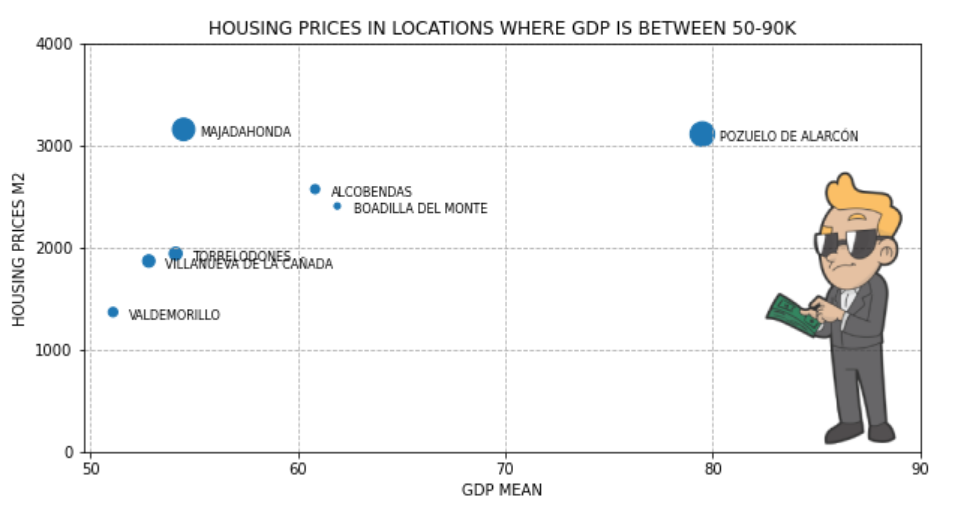 HOUSING PRICES IN LOCATIONS WHERE GDP IS BETWEEN 50-90K
4000
3000
2000
1000
0
HOUSING PRICES M2
MAJADAHONDA
POZUELO DE ALARCÓN
ALCOBENDAS
BOADILLA DEL MONTE
TORRELODONES
VILLANUEVA DE LA CAÑADA
VALDEMORILLO
50 60 70 80 90
GDP MEAN